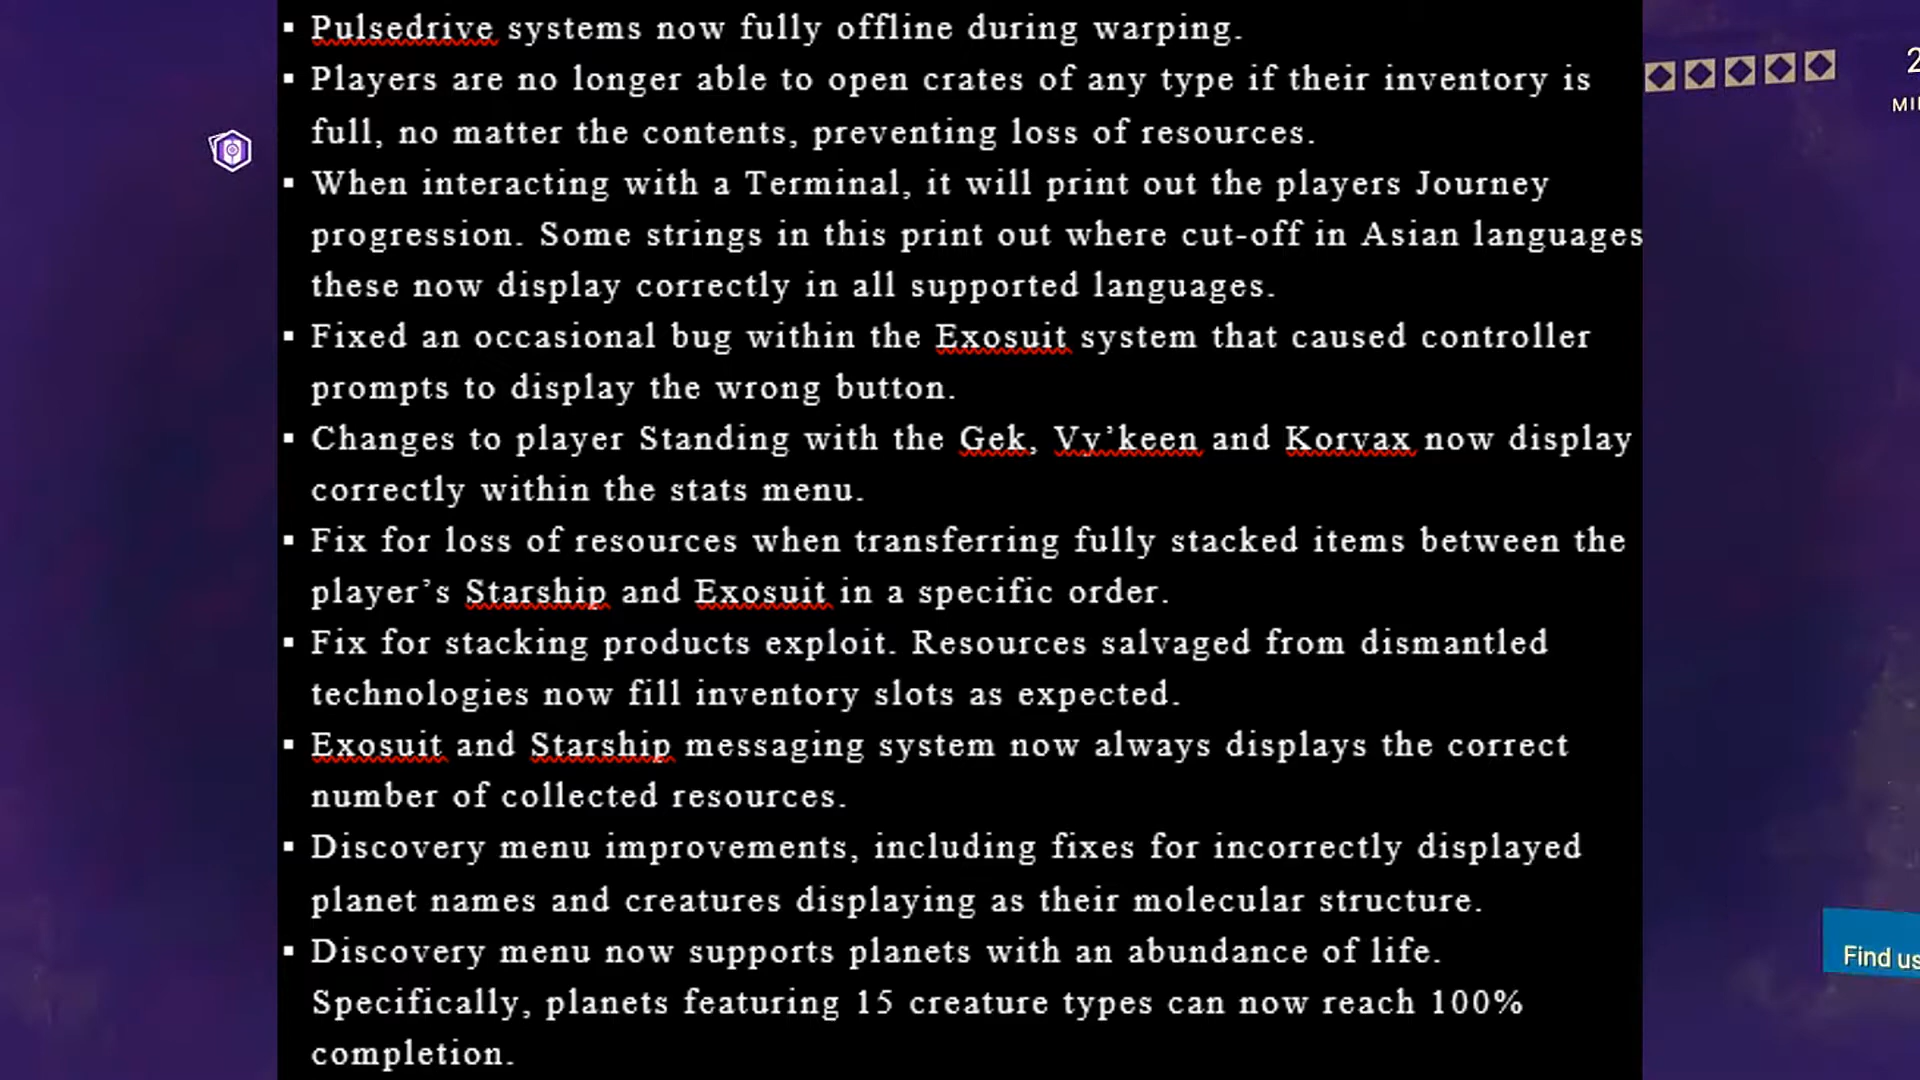 ▪ Pulsedrive systems now fully offline during warping.
▪ Players are no longer able to open crates of any type if their inventory is
full, no matter the contents, preventing loss of resources.
▪ When interacting with a Terminal, it will print out the players Journey
progression. Some strings in this print out where cut-off in Asian languages
these now display correctly in all supported languages.
▪ Fixed an occasional bug within the Exosuit system that caused controller
prompts to display the wrong button.
▪ Changes to player Standing with the Gek, Vy’keen and Korvax now display
correctly within the stats menu.
▪ Fix for loss of resources when transferring fully stacked items between the
player’s Starship and Exosuit in a specific order.
▪ Fix for stacking products exploit. Resources salvaged from dismantled
technologies now fill inventory slots as expected.
▪ Exosuit and Starship messaging system now always displays the correct
number of collected resources.
▪ Discovery menu improvements, including fixes for incorrectly displayed
planet names and creatures displaying as their molecular structure.
▪ Discovery menu now supports planets with an abundance of life.
Specifically, planets featuring 15 creature types can now reach 100%
completion.
2
Find us